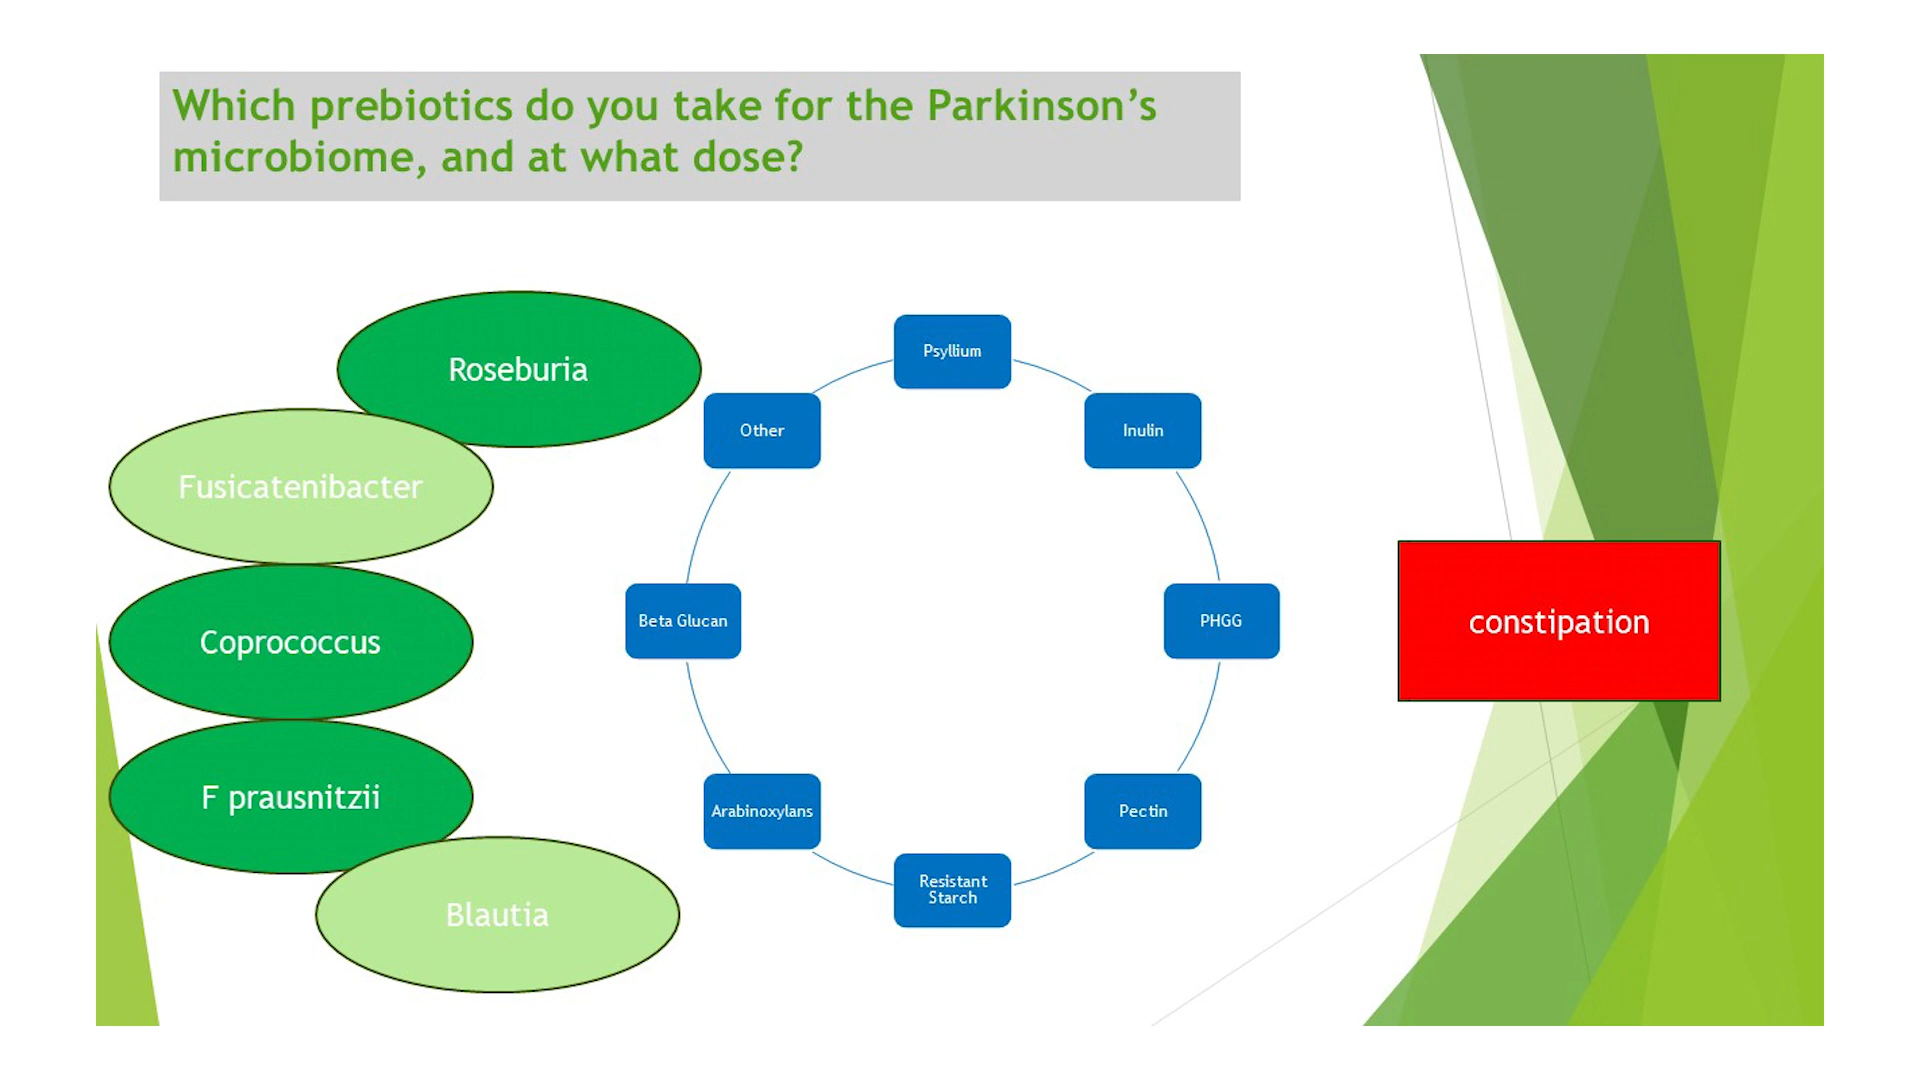 Which prebiotics do you take for the Parkinson’s
microbiome, and at what dose?
Roseburia
Fusicatenibacter
Coprococcus
F prausnitzii
Blautia
Psyllium
Inulin
PHGG
Pectin
Resistant
Starch
Arabinoxylans
Beta Glucan
Other
constipation